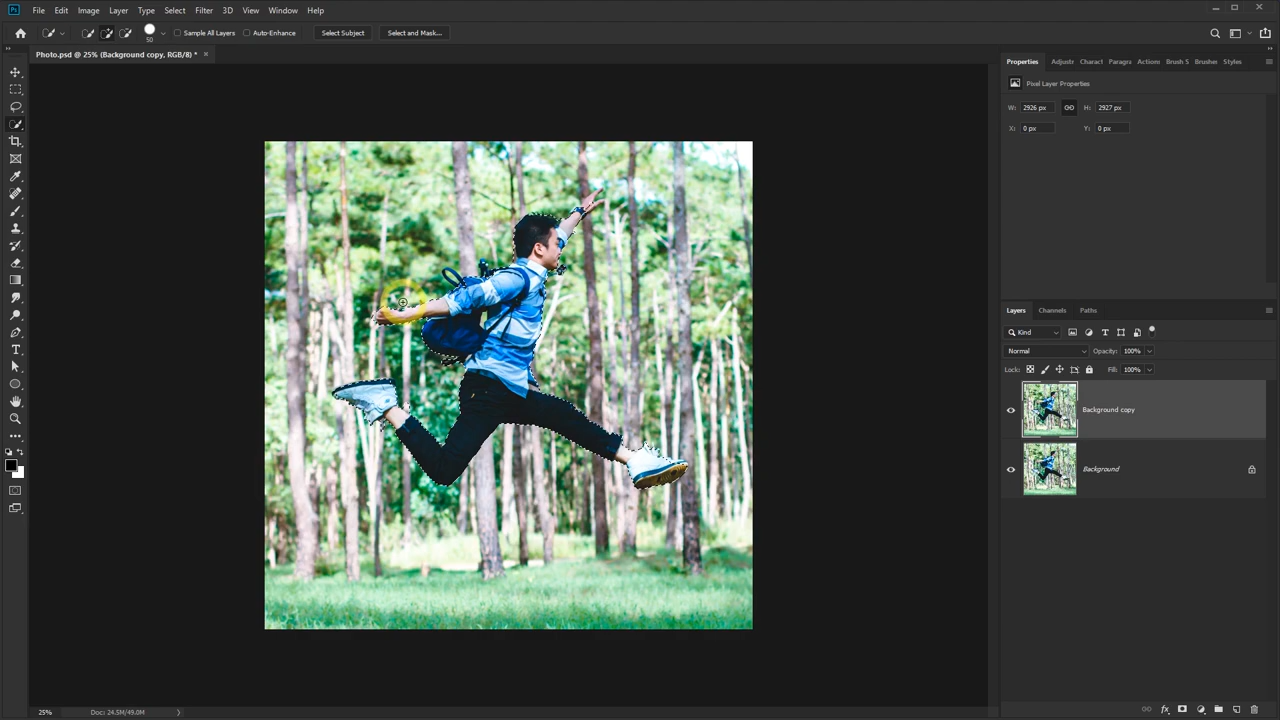 Ps File Edit Image Layer Type Select Filter 3D View Window Help
50 Sample All Layers Auto-Enhance Select Subject Select and Mask...
Photo.psd @ 25% (Background copy, RGB/8) * ×
Properties Adjustr Charact Paragra Actions Brush S Brushes Styles
Pixel Layer Properties
W: 2926 px H: 2927 px
X: 0 px Y: 0 px
Layers Channels Paths
Kind
Normal Opacity: 100%
Lock: Fill: 100%
Background copy
Background
25% Doc: 24.5M/49.0M